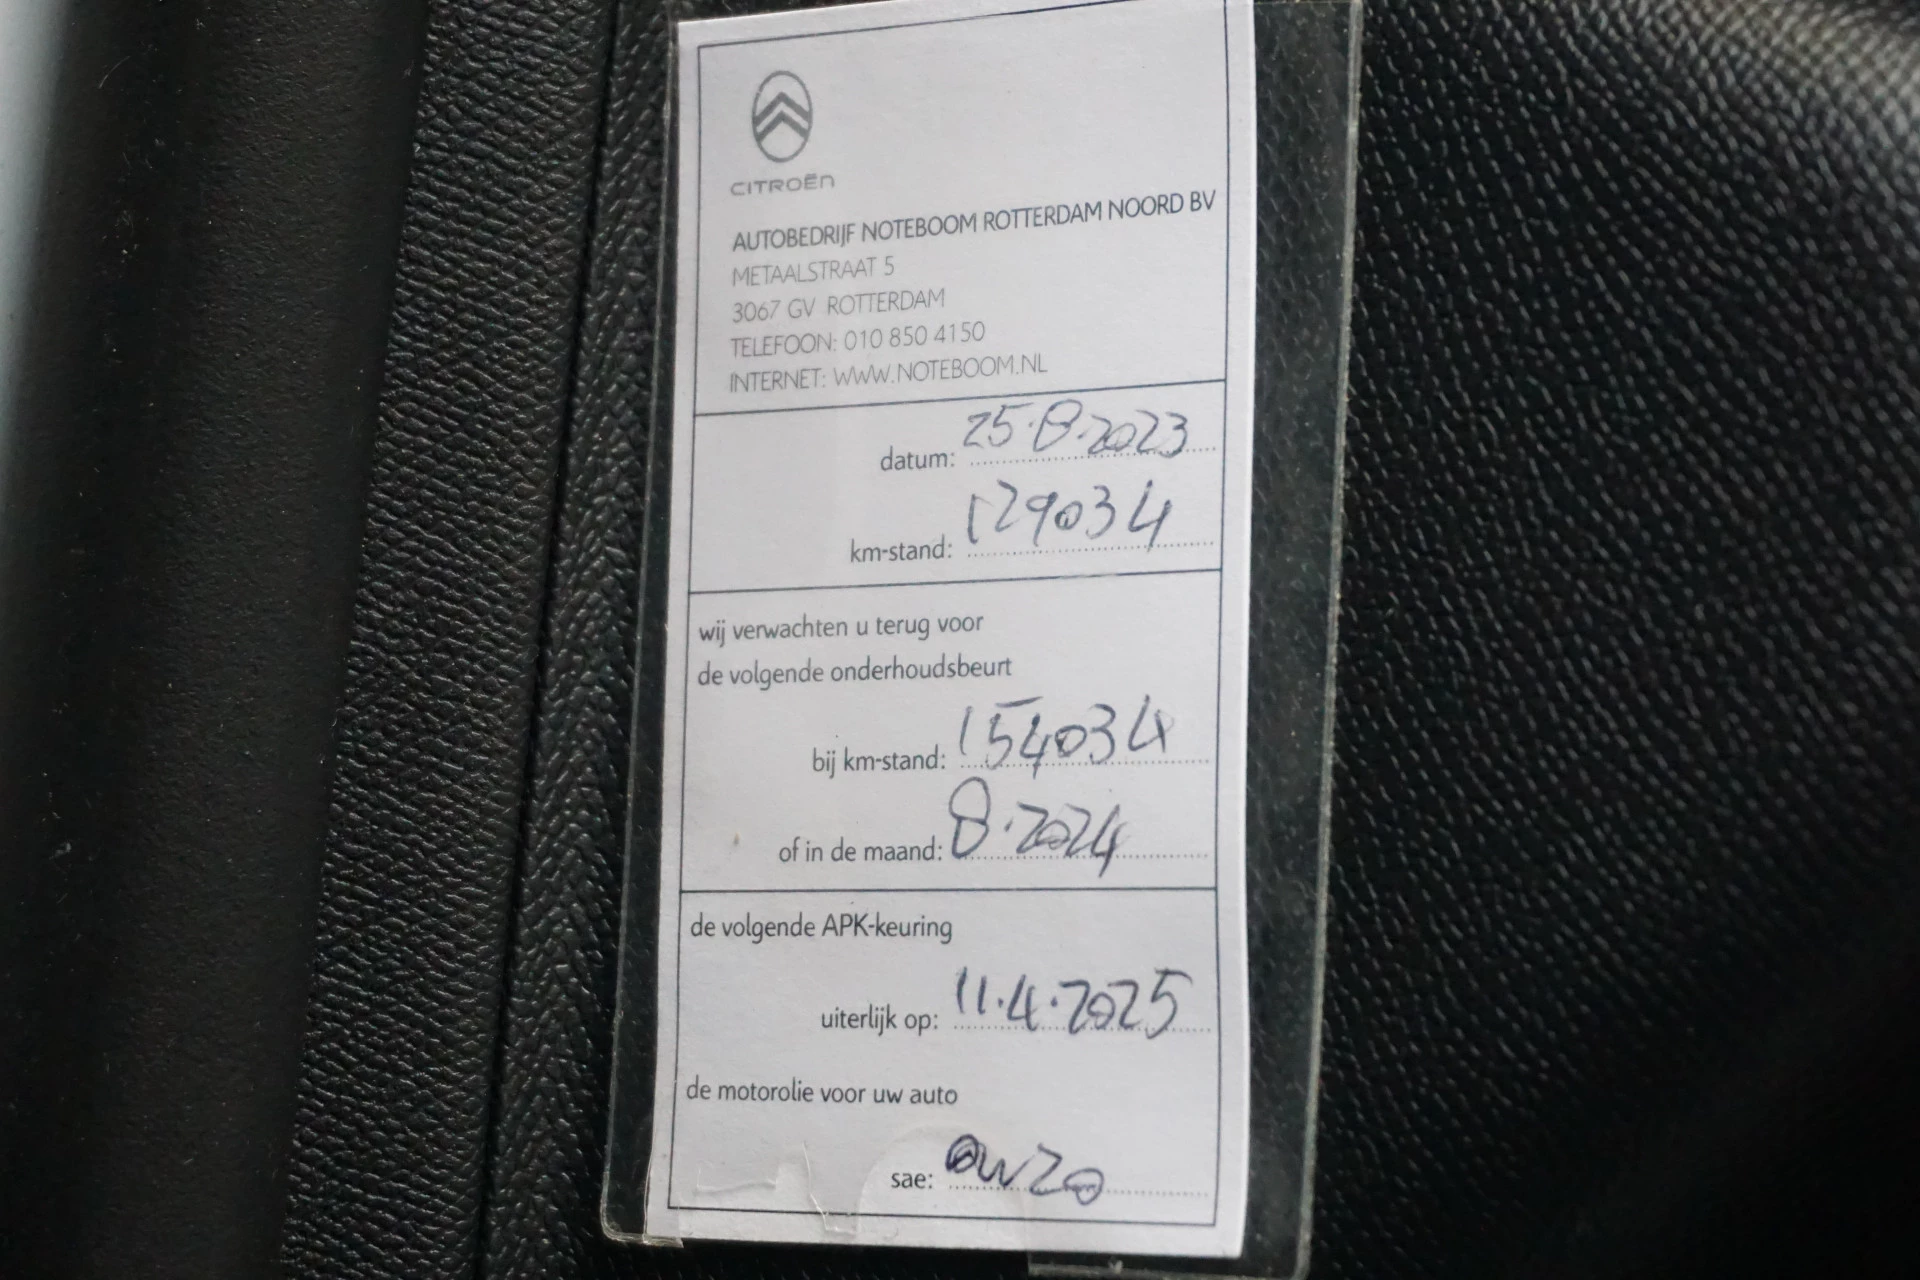 CITROËN
AUTOBEDRIJF NOTEBOOM ROTTERDAM NOORD BV
METAALSTRAAT 5
3067 GV ROTTERDAM
TELEFOON: 010 850 4150
INTERNET: WWW.NOTEBOOM.NL
datum: 25.8.2023
km-stand: 129034
wij verwachten u terug voor
de volgende onderhoudsbeurt
bij km-stand: 154034
of in de maand: 8.2024
de volgende APK-keuring
uiterlijk op: 11.4.2025
de motorolie voor uw auto
sae: 0W20